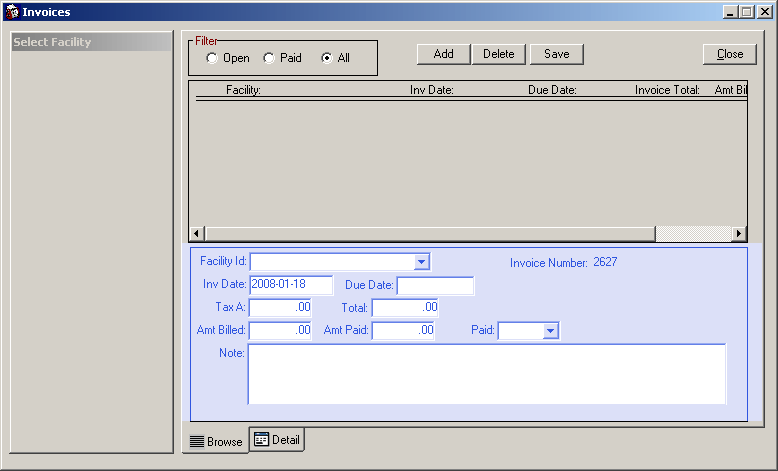 Invoices
Select Facility
Filter
Open Paid All
Add Delete Save Close
Facility: Inv Date: Due Date: Invoice Total: Amt Bil
Facility Id: Invoice Number: 2627
Inv Date: 2008-01-18 Due Date:
Tax A: .00 Total: .00
Amt Billed: .00 Amt Paid: .00 Paid:
Note:
Browse Detail